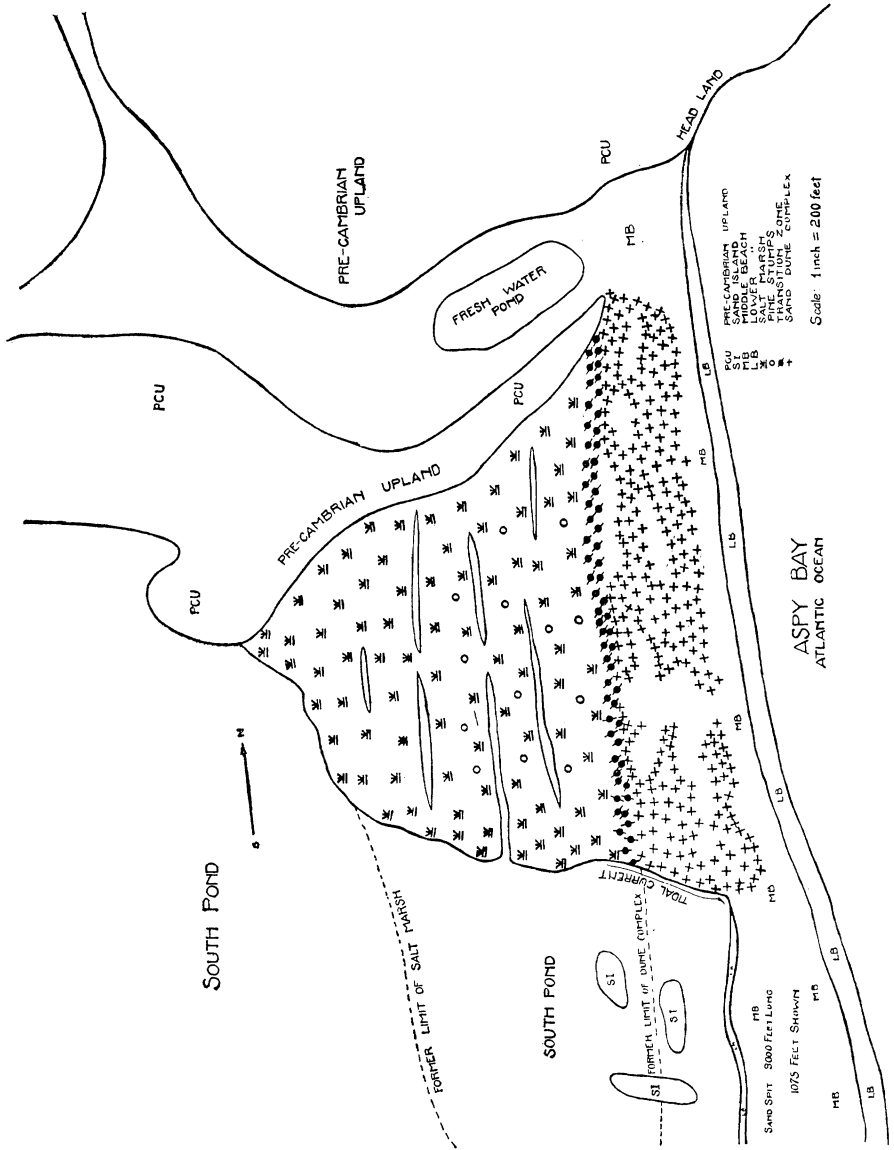 HEAD LAND
PCU
PRE-CAMBRIAN
UPLAND
MB
FRESH WATER
POND
PCU
PCU
PRE-CAMBRIAN UPLAND
PCU
N
S
SOUTH POND
FORMER LIMIT OF SALT MARSH
SOUTH POND
TIDAL CURRENT
FORMER LIMIT OF DUNE COMPLEX
SI
SI
SI
LB
MB
LB
MB
LB
MB
LB
MB
MB
MB
LB
LB
SAND SPIT 3000 FEET LONG
1075 FEET SHOWN
ASPY BAY
ATLANTIC OCEAN
PCU PRE-CAMBRIAN UPLAND
SI SAND ISLAND
MB MIDDLE BEACH
LB LOWER "
SALT MARSH
PINE STUMPS
TRANSITION ZONE
+ SAND DUNE COMPLEX
Scale: 1 inch = 200 feet